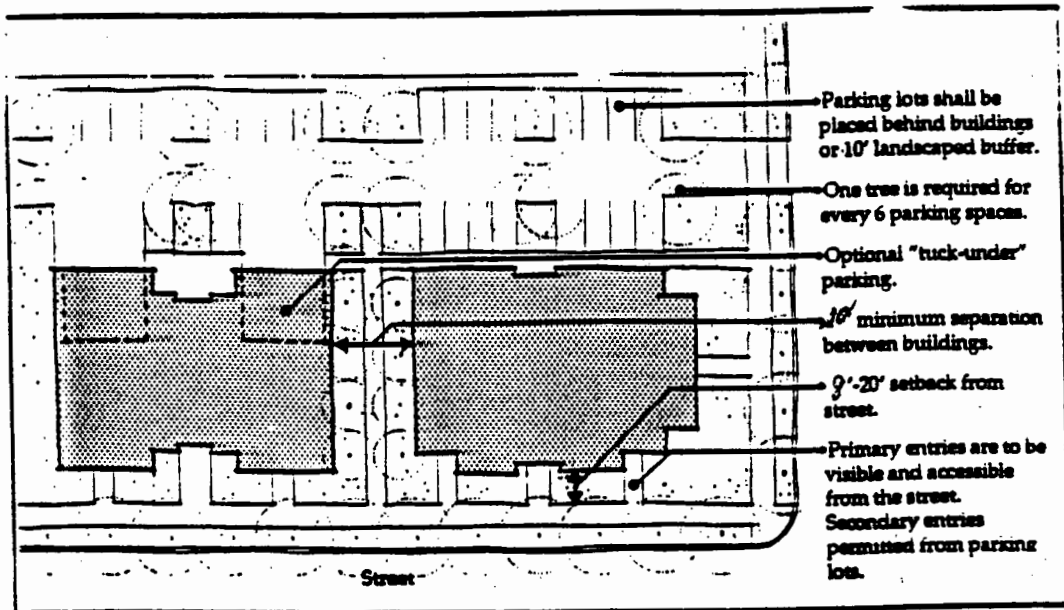 Parking lots shall be
placed behind buildings
or 10' landscaped buffer.
One tree is required for
every 6 parking spaces.
Optional "tuck-under"
parking.
minimum separation
between buildings.
-20' setback from
street.
Primary entries are to be
visible and accessible
from the street.
Secondary entries
permitted from parking
lots.
Street